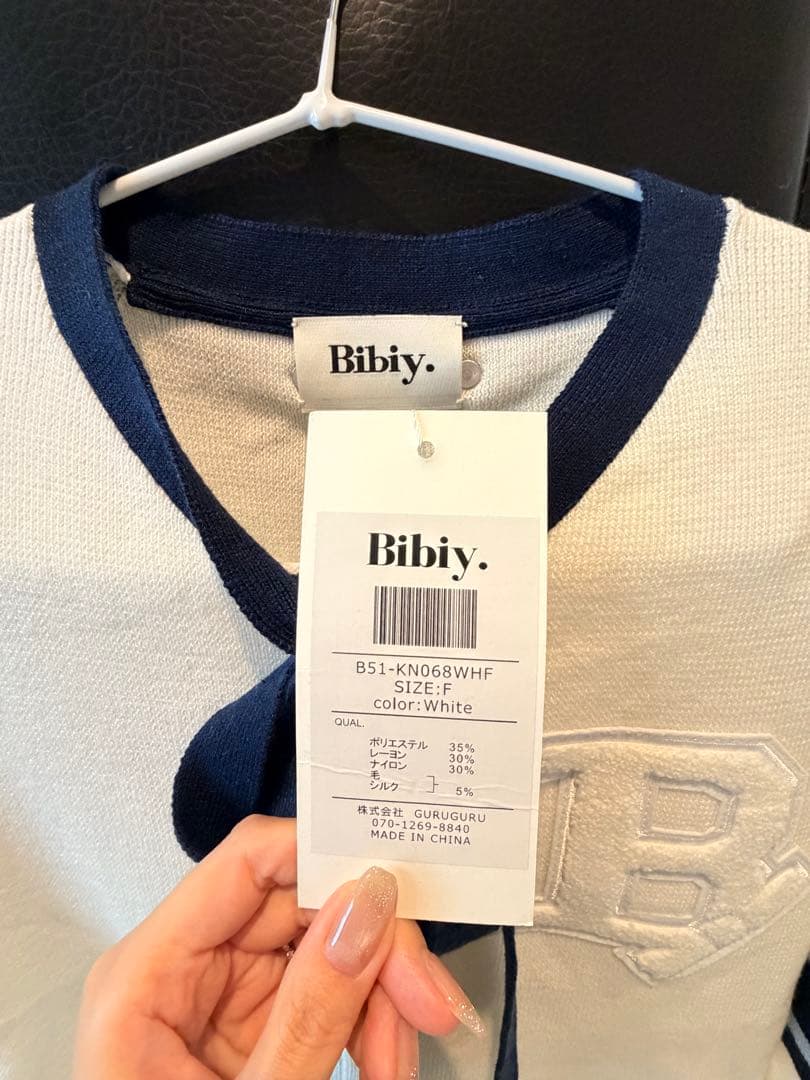 Bibiy.
Bibiy.
B51-KN068WHF
SIZE:F
color:White
QUAL.
ポリエステル 35%
レーヨン 30%
ナイロン 30%
毛
シルク 5%
株式会社 GURUGURU
070-1269-8840
MADE IN CHINA
B